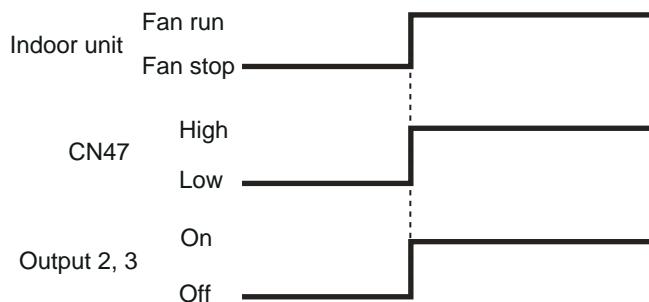 Indoor unit
Fan run
Fan stop
CN47
High
Low
Output 2, 3
On
Off